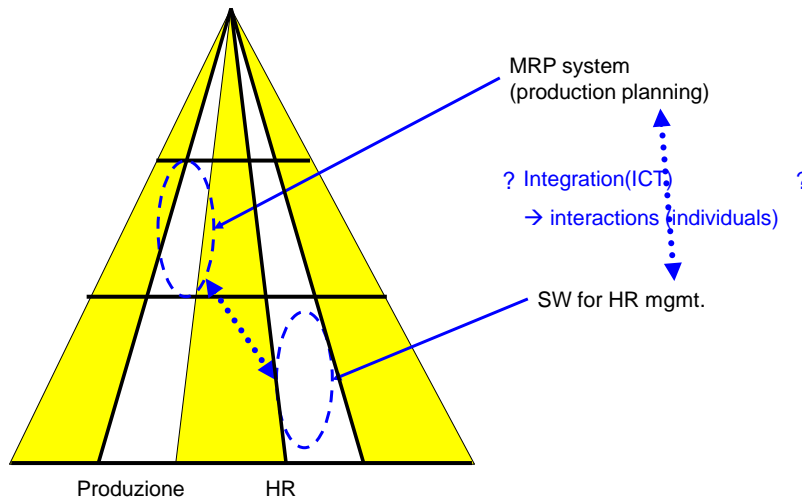 MRP system
(production planning)
? Integration(ICT) ?
→ interactions (individuals)
SW for HR mgmt.
Produzione HR